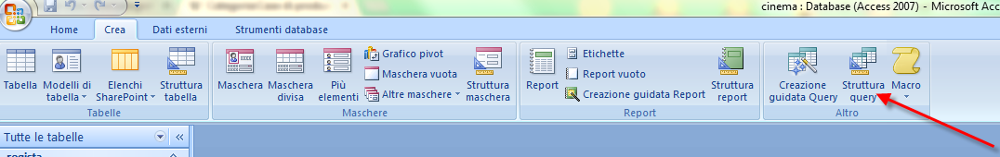 cinema : Database (Access 2007) - Microsoft Acc
Home Crea Dati esterni Strumenti database
Tabella
Modelli di
tabella
Elenchi
SharePoint
Struttura
tabella
Tabelle
Maschera
Maschera
divisa
Più
elementi
Grafico pivot
Maschera vuota
Altre maschere
Struttura
maschera
Maschere
Report
Etichette
Report vuoto
Creazione guidata Report
Struttura
report
Report
Creazione
guidata Query
Struttura
query
Macro
Altro
Tutte le tabelle
regista